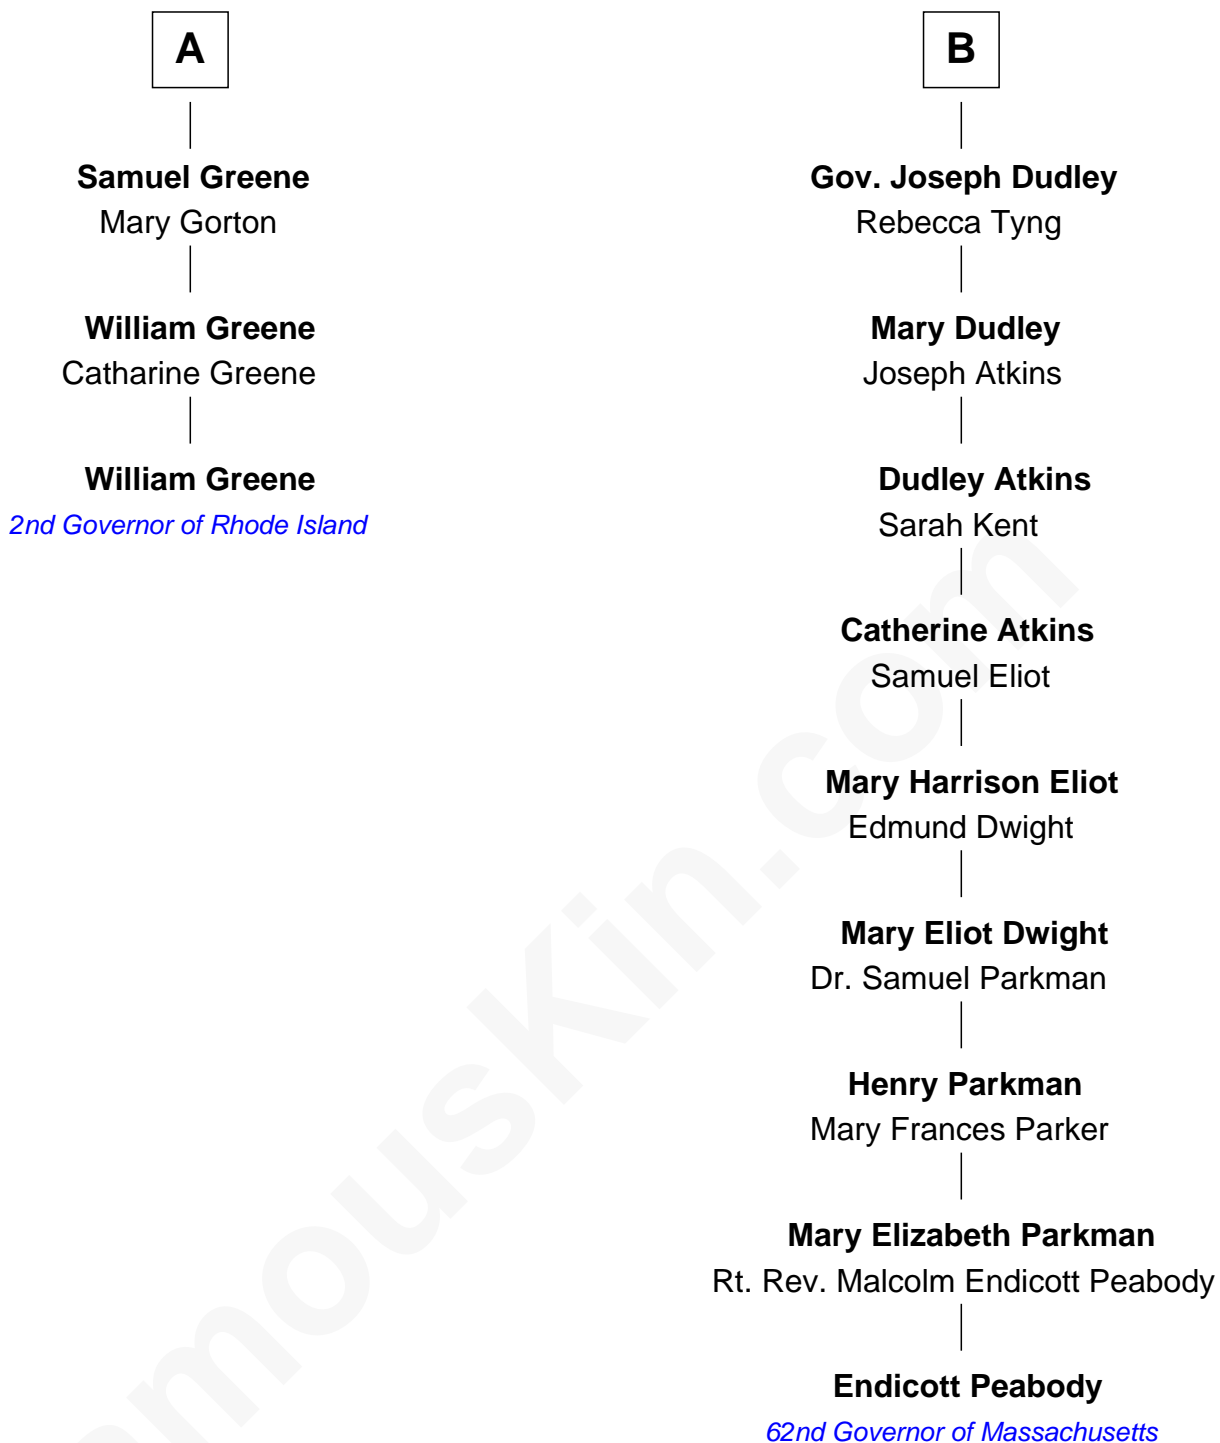 A
Samuel Greene
Mary Gorton
William Greene
Catharine Greene
William Greene
2nd Governor of Rhode Island
B
Gov. Joseph Dudley
Rebecca Tyng
Mary Dudley
Joseph Atkins
Dudley Atkins
Sarah Kent
Catherine Atkins
Samuel Eliot
Mary Harrison Eliot
Edmund Dwight
Mary Eliot Dwight
Dr. Samuel Parkman
Henry Parkman
Mary Frances Parker
Mary Elizabeth Parkman
Rt. Rev. Malcolm Endicott Peabody
Endicott Peabody
62nd Governor of Massachusetts
amousKin.com